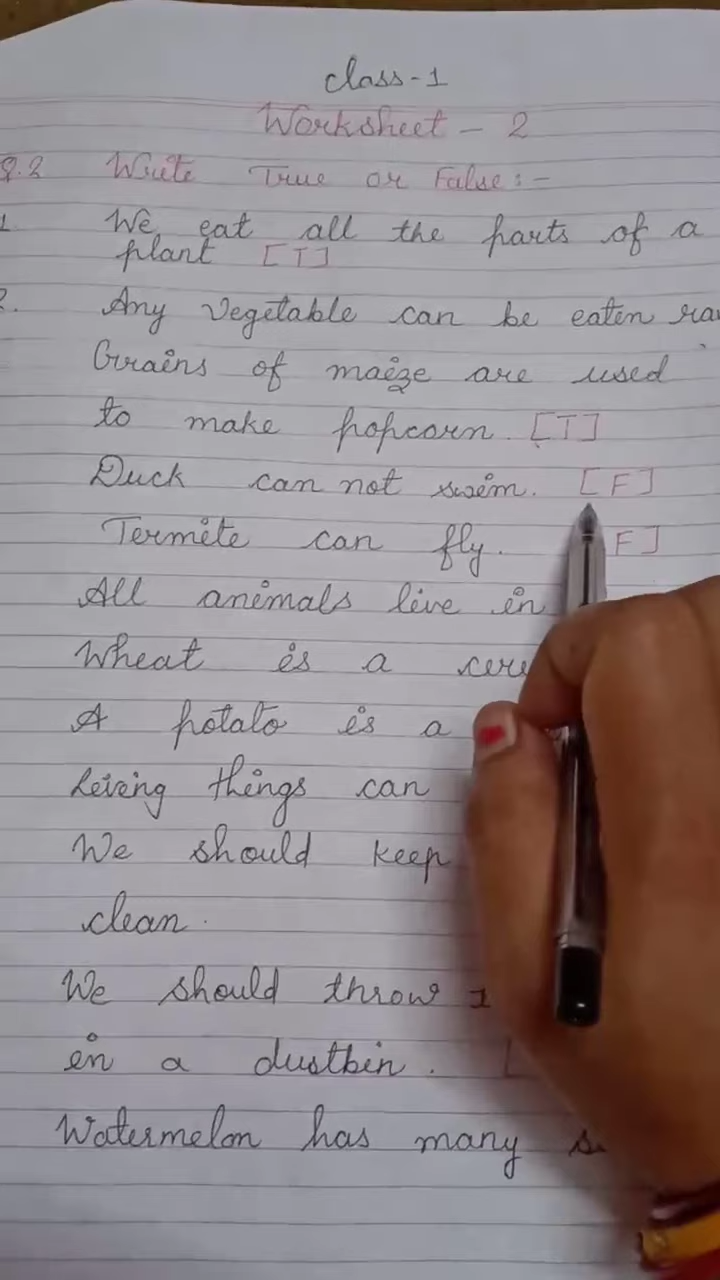 Class-1
Worksheet - 2
Q.2 Write True or False:-
1. We eat all the parts of a
plant [T]
2. Any vegetable can be eaten
Grains of maize are used
to make popcorn. [T]
Duck can not swim. [F]
Termite can fly. F]
All animals live in
Wheat is a
A potato is a
Living things can
We should keep
clean.
We should throw
in a dustbin. [
Watermelon has many